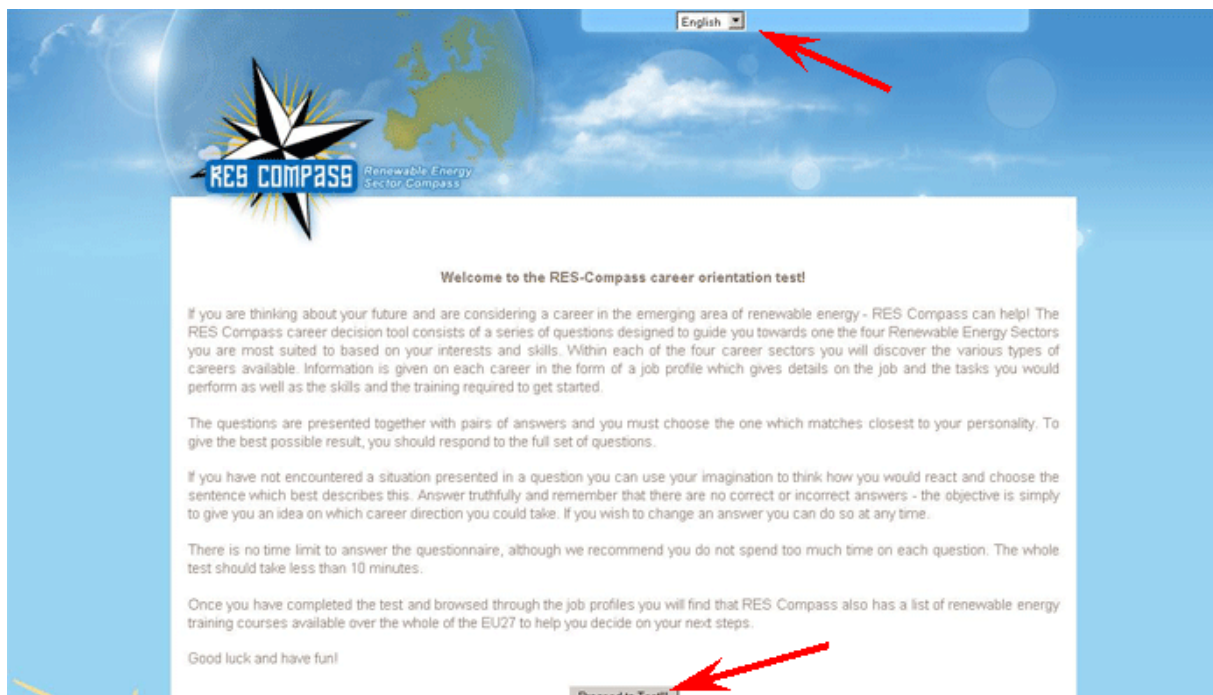 English
RES COMPASS
Renewable Energy
Sector Compass
Welcome to the RES-Compass career orientation test!
If you are thinking about your future and are considering a career in the emerging area of renewable energy - RES Compass can help! The
RES Compass career decision tool consists of a series of questions designed to guide you towards one the four Renewable Energy Sectors
you are most suited to based on your interests and skills. Within each of the four career sectors you will discover the various types of
careers available. Information is given on each career in the form of a job profile which gives details on the job and the tasks you would
perform as well as the skills and the training required to get started.
The questions are presented together with pairs of answers and you must choose the one which matches closest to your personality. To
give the best possible result, you should respond to the full set of questions.
If you have not encountered a situation presented in a question you can use your imagination to think how you would react and choose the
sentence which best describes this. Answer truthfully and remember that there are no correct or incorrect answers - the objective is simply
to give you an idea on which career direction you could take. If you wish to change an answer you can do so at any time.
There is no time limit to answer the questionnaire, although we recommend you do not spend too much time on each question. The whole
test should take less than 10 minutes.
Once you have completed the test and browsed through the job profiles you will find that RES Compass also has a list of renewable energy
training courses available over the whole of the EU27 to help you decide on your next steps.
Good luck and have fun!
Proceed to Test!!!